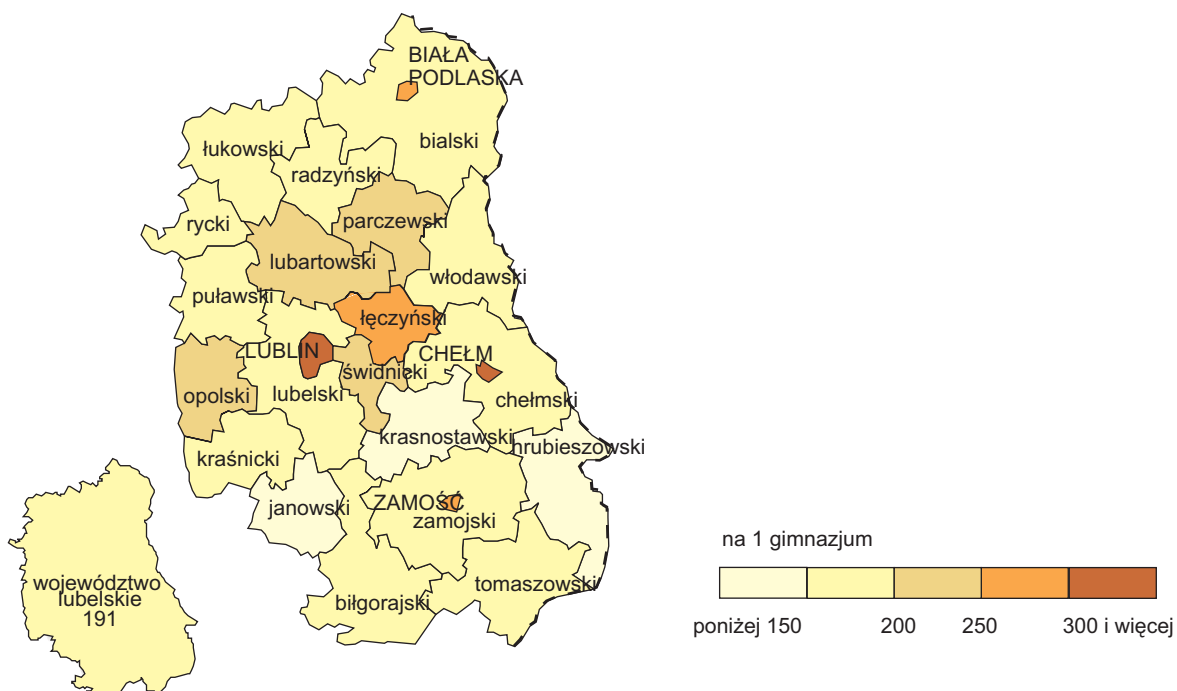 BIAŁA
PODLASKA
bialski
łukowski
radzyński
parczewski
rycki
lubartowski
włodawski
puławski
łęczyński
LUBLIN
CHEŁM
świdnicki
opolski
lubelski
chełmski
krasnostawski
hrubieszowski
kraśnicki
janowski
ZAMOŚĆ
zamojski
tomaszowski
biłgorajski
województwo
lubelskie
191
na 1 gimnazjum
poniżej 150 200 250 300 i więcej